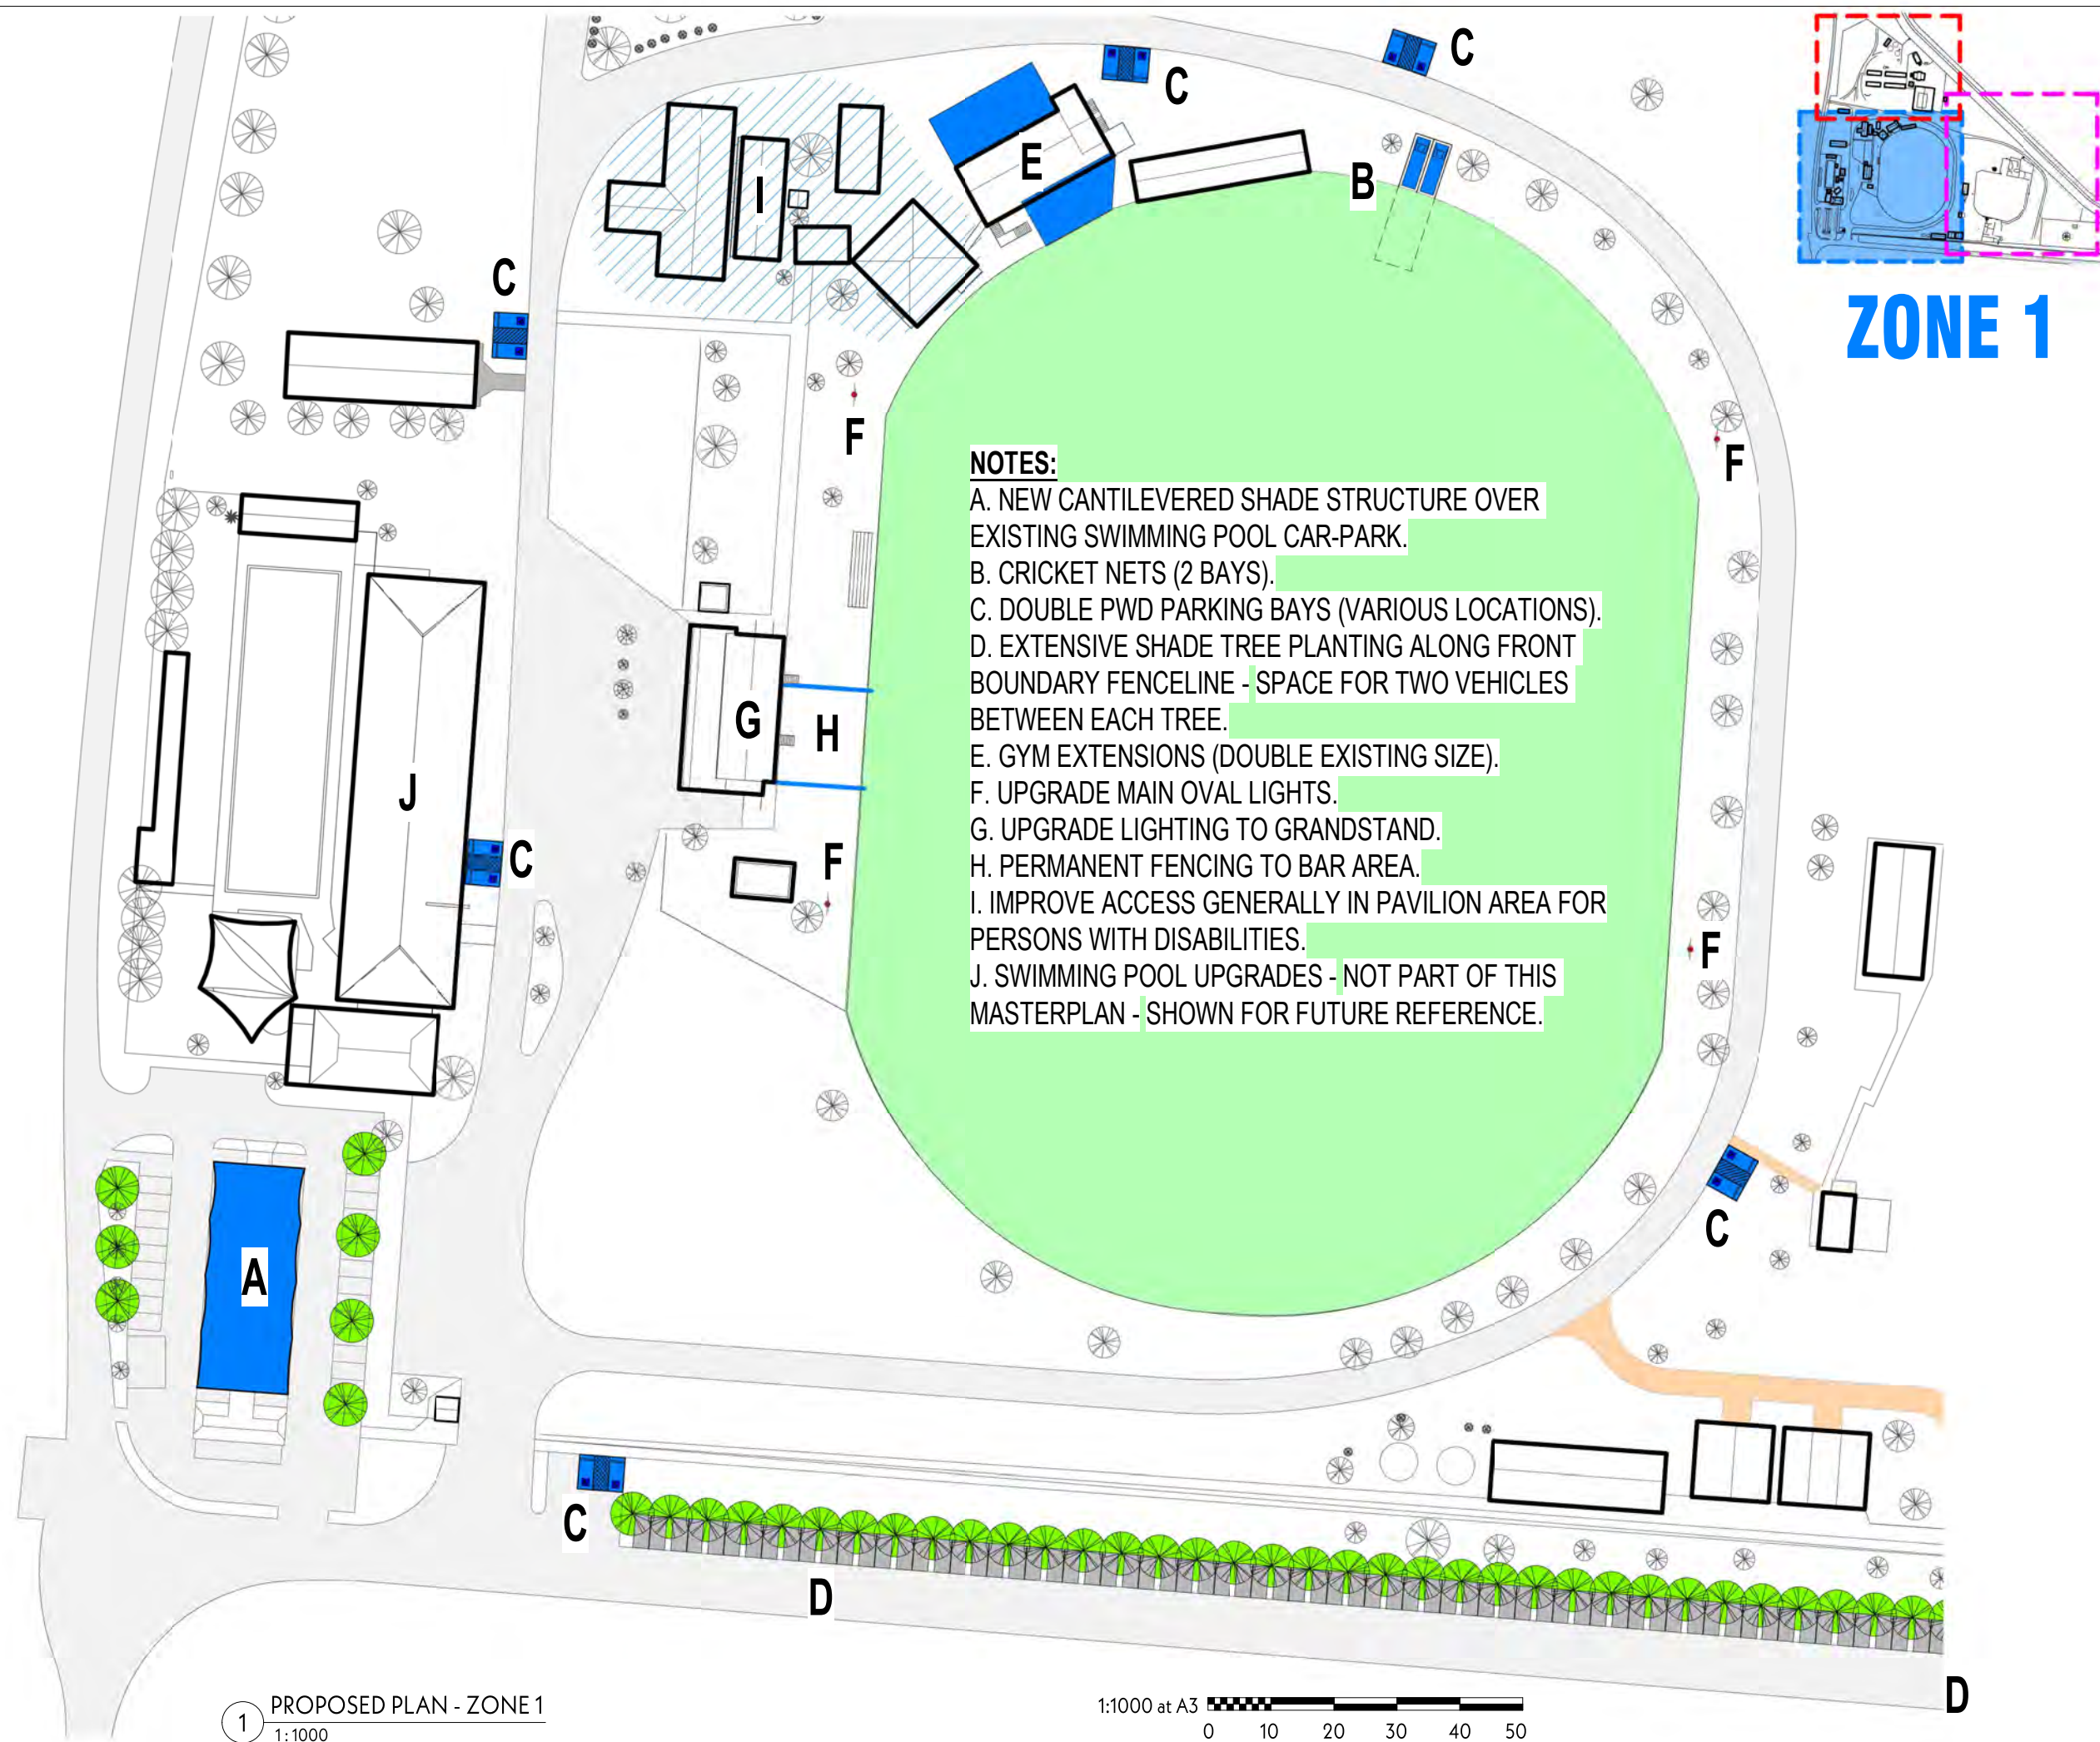 C
C
C
E
B
I
ZONE 1
C
F
F
NOTES:
A. NEW CANTILEVERED SHADE STRUCTURE OVER
EXISTING SWIMMING POOL CAR-PARK.
B. CRICKET NETS (2 BAYS).
C. DOUBLE PWD PARKING BAYS (VARIOUS LOCATIONS).
D. EXTENSIVE SHADE TREE PLANTING ALONG FRONT
BOUNDARY FENCELINE - SPACE FOR TWO VEHICLES
BETWEEN EACH TREE.
E. GYM EXTENSIONS (DOUBLE EXISTING SIZE).
F. UPGRADE MAIN OVAL LIGHTS.
G. UPGRADE LIGHTING TO GRANDSTAND.
H. PERMANENT FENCING TO BAR AREA.
I. IMPROVE ACCESS GENERALLY IN PAVILION AREA FOR
PERSONS WITH DISABILITIES.
J. SWIMMING POOL UPGRADES - NOT PART OF THIS
MASTERPLAN - SHOWN FOR FUTURE REFERENCE.
G
H
J
C
F
F
C
A
C
D
D
1 PROPOSED PLAN - ZONE 1
1:1000
1:1000 at A3
0 10 20 30 40 50